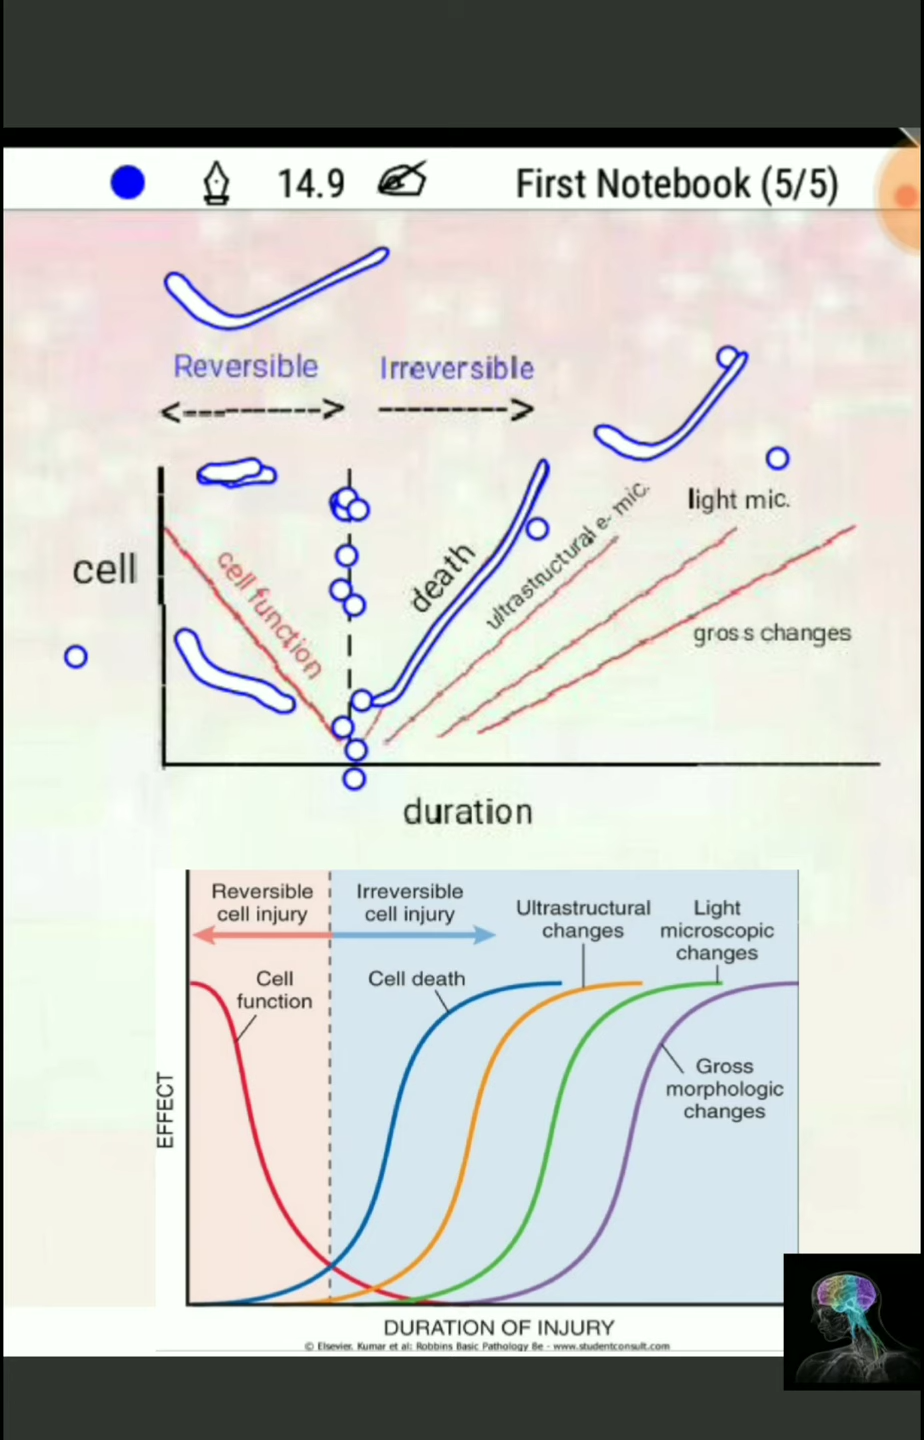 14.9 First Notebook (5/5)
Reversible Irreversible
<----------> ---------->
cell
cell function
death
ultrastructural e- mic.
light mic.
gross changes
duration
Reversible
cell injury
Irreversible
cell injury
Ultrastructural
changes
Light
microscopic
changes
Cell
function
Cell death
Gross
morphologic
changes
EFFECT
DURATION OF INJURY
© Elsevier. Kumar et al: Robbins Basic Pathology 8e - www.studentconsult.com